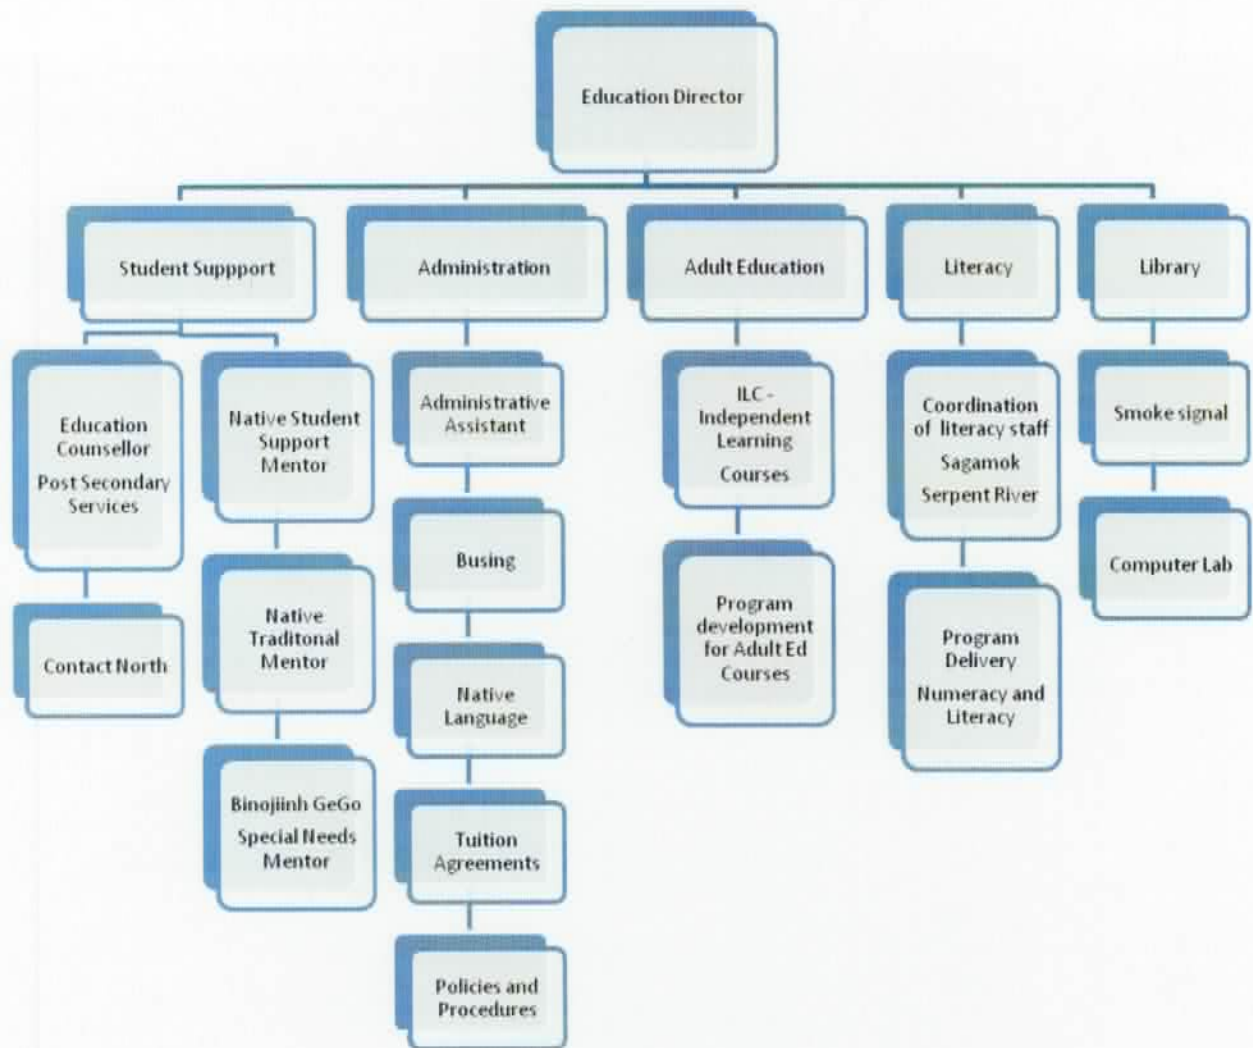 Education Director
Student Suppport
Administration
Adult Education
Literacy
Library
Education
Counsellor
Post Secondary
Services
Contact North
Native Student
Support
Mentor
Native
Traditonal
Mentor
Binojiinh GeGo
Special Needs
Mentor
Administrative
Assistant
Busing
Native
Language
Tuition
Agreements
Policies and
Procedures
ILC -
Independent
Learning
Courses
Program
development
for Adult Ed
Courses
Coordination
of literacy staff
Sagamok
Serpent River
Program
Delivery
Numeracy and
Literacy
Smoke signal
Computer Lab